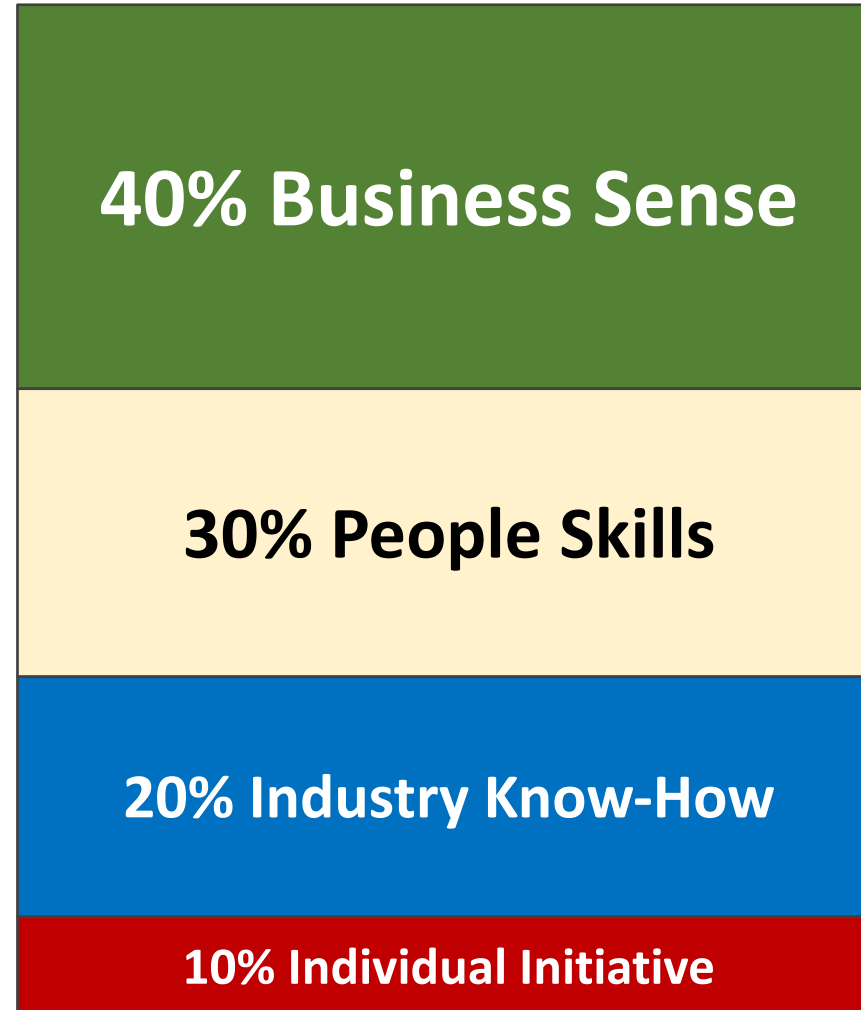 40% Business Sense
30% People Skills
20% Industry Know-How
10% Individual Initiative